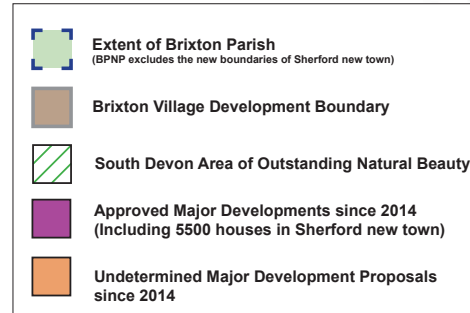 Extent of Brixton Parish
(BPNP excludes the new boundaries of Sherford new town)
Brixton Village Development Boundary
South Devon Area of Outstanding Natural Beauty
Approved Major Developments since 2014
(Including 5500 houses in Sherford new town)
Undetermined Major Development Proposals
since 2014